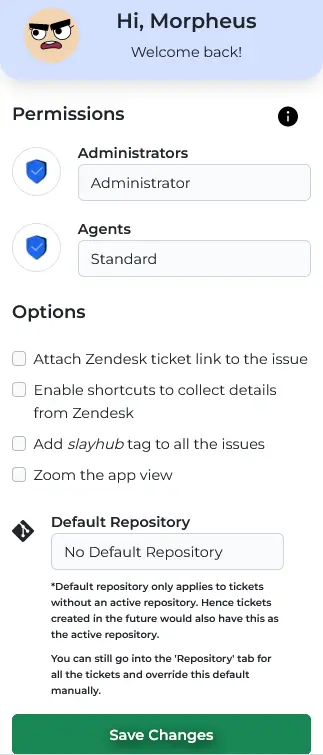 Hi, Morpheus
Welcome back!
Permissions
Administrators
Administrator
Agents
Standard
Options
Attach Zendesk ticket link to the issue
Enable shortcuts to collect details
from Zendesk
Add slayhub tag to all the issues
Zoom the app view
Default Repository
No Default Repository
*Default repository only applies to tickets
without an active repository. Hence tickets
created in the future would also have this as
the active repository.
You can still go into the 'Repository' tab for
all the tickets and override this default
manually.
Save Changes